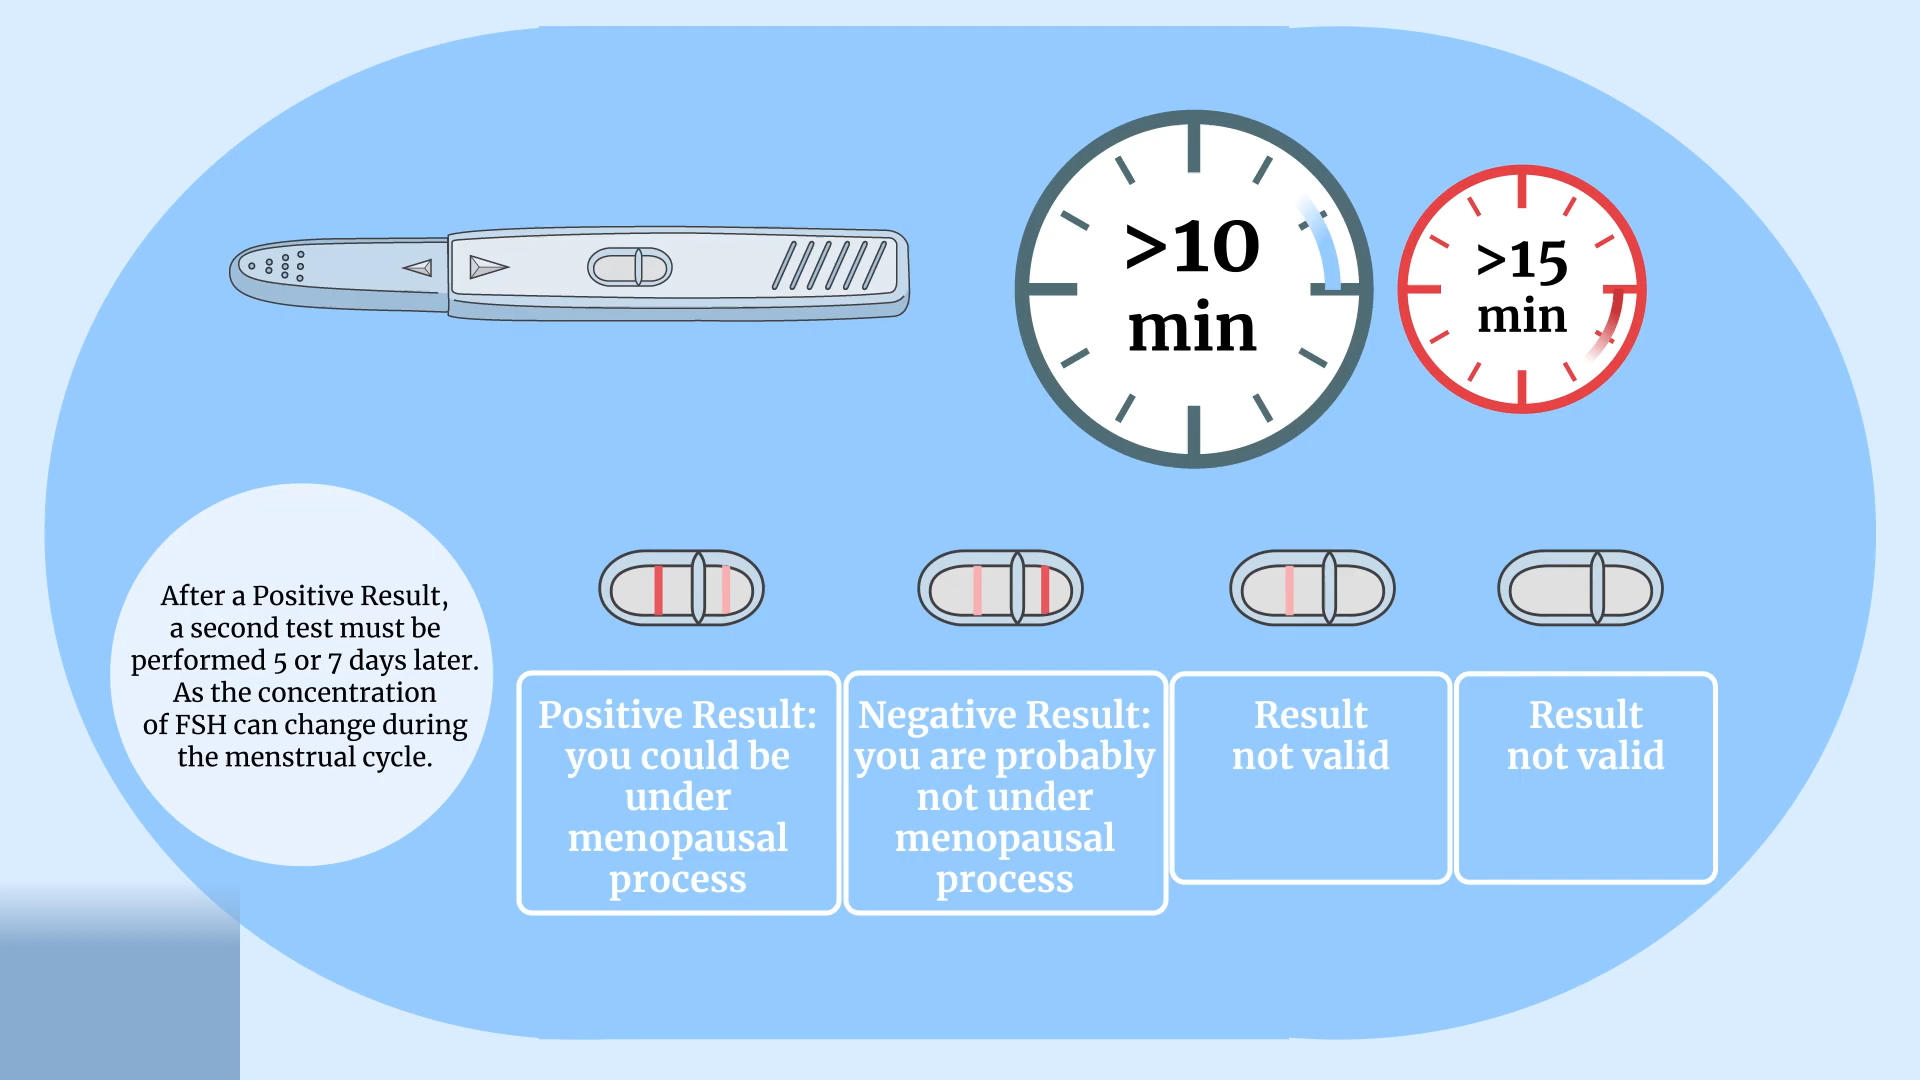 >10
min
>15
min
After a Positive Result,
a second test must be
performed 5 or 7 days later.
As the concentration
of FSH can change during
the menstrual cycle.
Positive Result:
you could be
under
menopausal
process
Negative Result:
you are probably
not under
menopausal
process
Result
not valid
Result
not valid